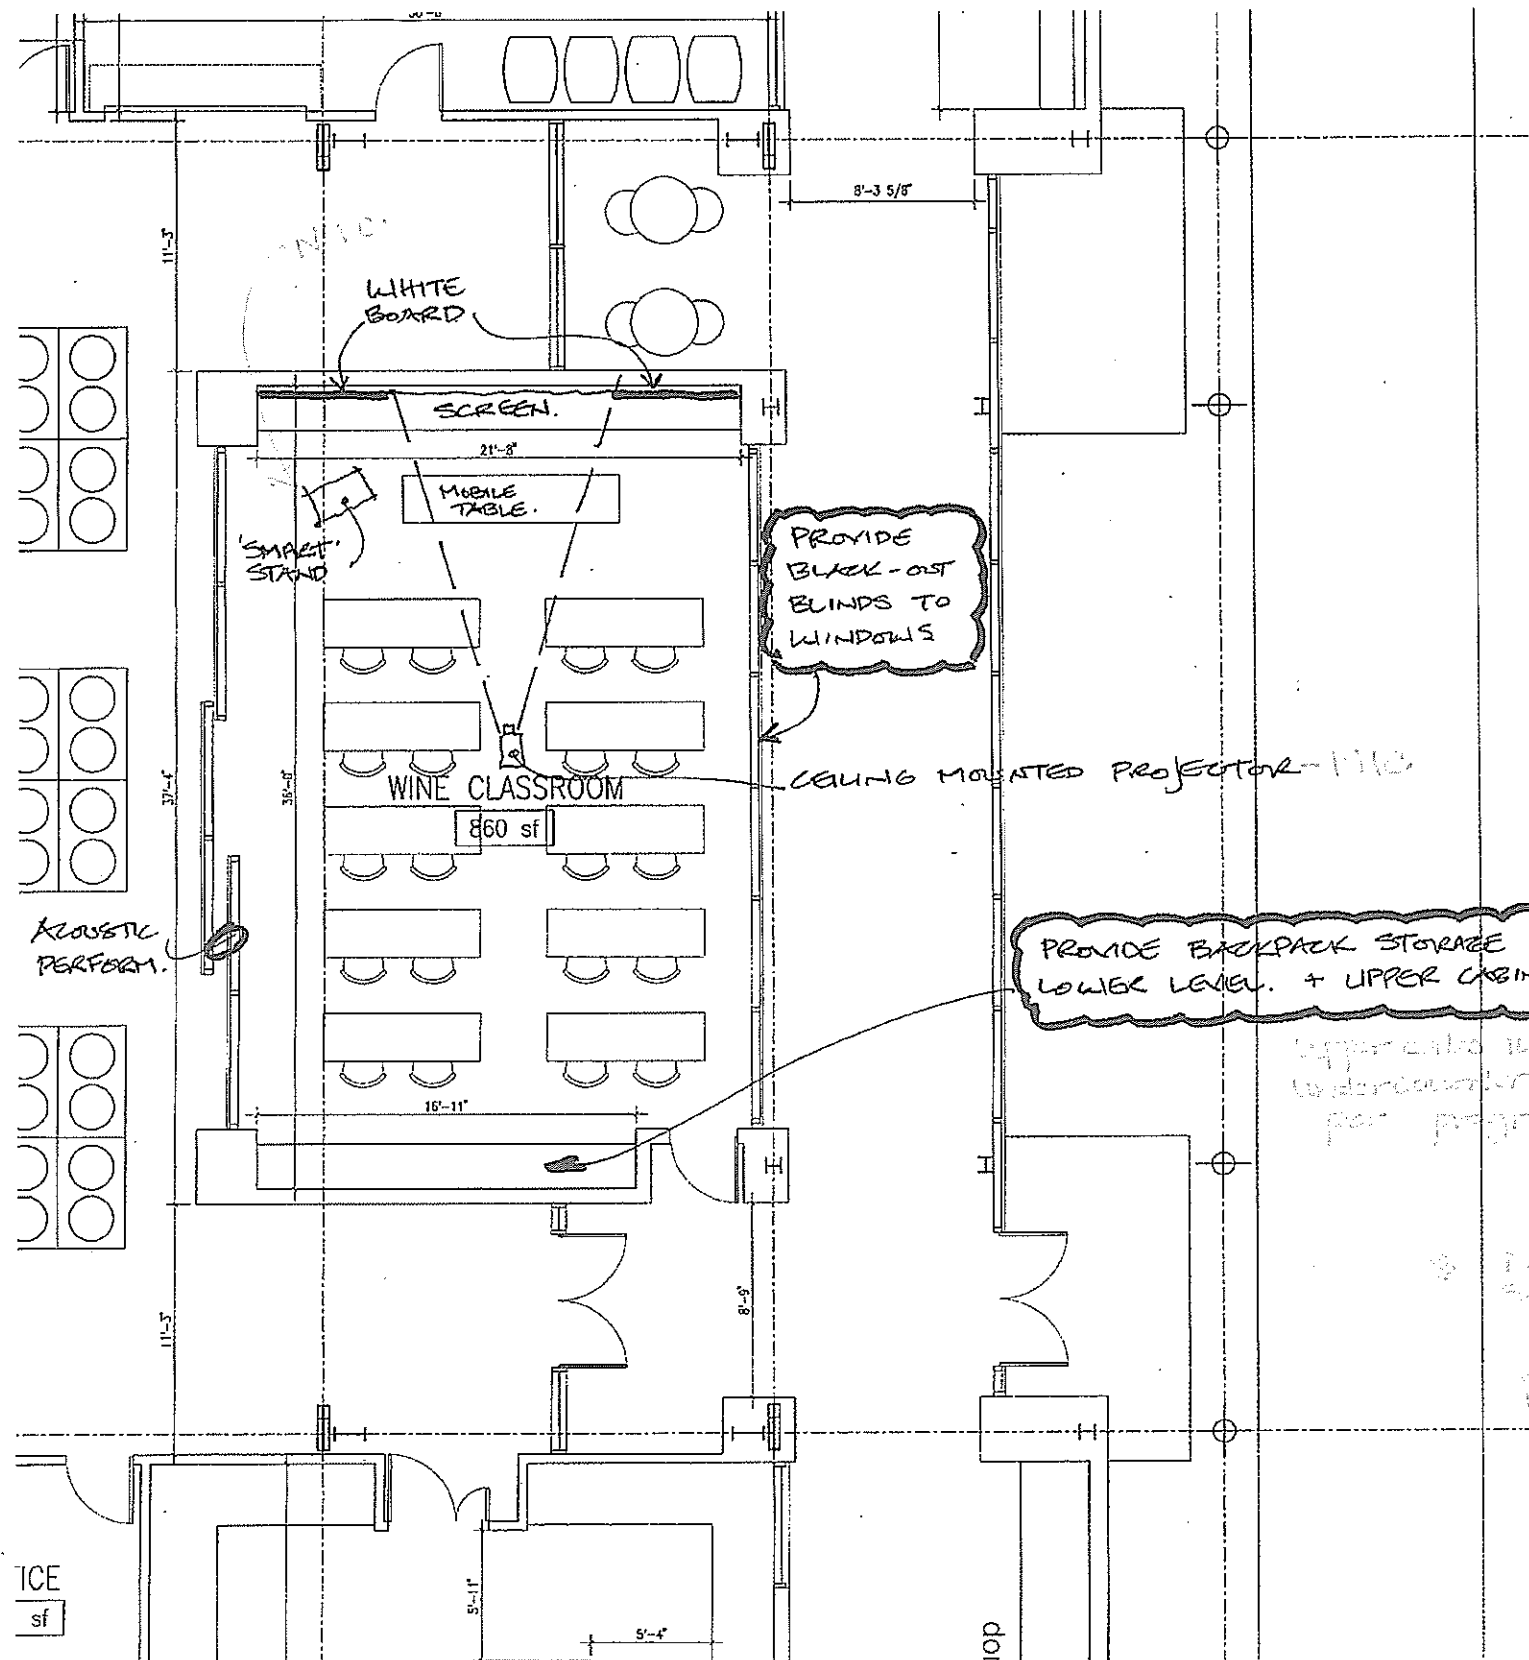 8'-3 5/8"
11'-3"
WHITE
BOARD
SCREEN.
21'-8"
MOBILE
TABLE.
'SMART'
STAND
PROVIDE
BLACK-OUT
BLINDS TO
WINDOWS
37'-4"
36'-8"
CEILING MOUNTED PROJECTOR
WINE CLASSROOM
860 sf
ACOUSTIC
PERFORM.
PROVIDE BACKPACK STORAGE
LOWER LEVEL. + UPPER CABIN
per
16'-11"
8'-9"
11'-3"
5'-11"
5'-4"
ICE
sf